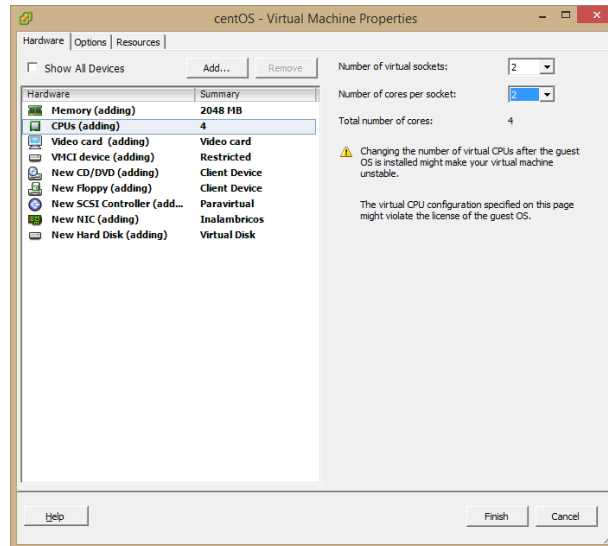 centOS - Virtual Machine Properties
Hardware Options Resources
Show All Devices Add... Remove
Hardware Summary
Memory (adding) 2048 MB
CPUs (adding) 4
Video card (adding) Video card
VMCI device (adding) Restricted
New CD/DVD (adding) Client Device
New Floppy (adding) Client Device
New SCSI Controller (add... Paravirtual
New NIC (adding) Inalambricos
New Hard Disk (adding) Virtual Disk
Number of virtual sockets: 2
Number of cores per socket: 2
Total number of cores: 4
Changing the number of virtual CPUs after the guest
OS is installed might make your virtual machine
unstable.
The virtual CPU configuration specified on this page
might violate the license of the guest OS.
Help Finish Cancel